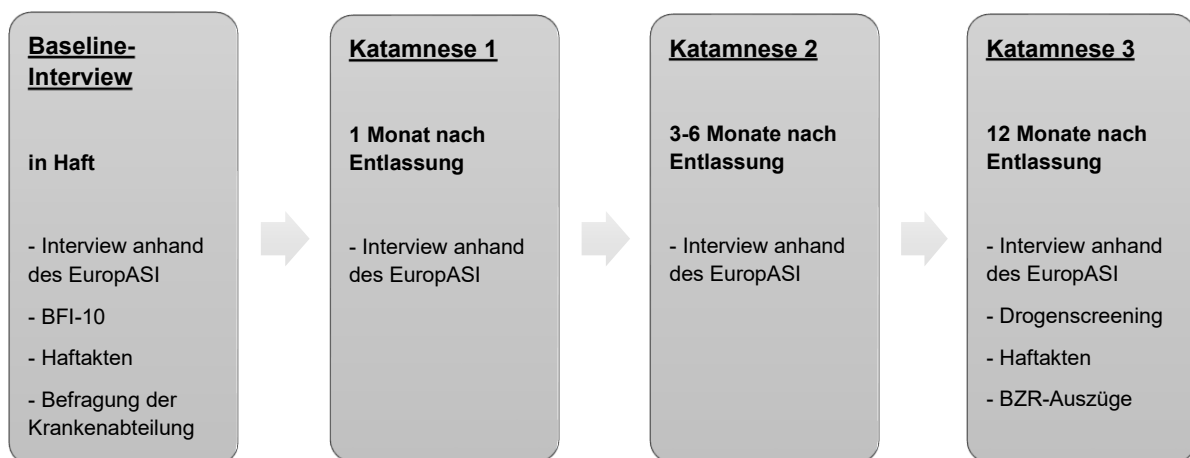 Baseline-
Interview
in Haft
- Interview anhand
des EuropASI
- BFI-10
- Haftakten
- Befragung der
Krankenabteilung
Katamnese 1
1 Monat nach
Entlassung
- Interview anhand
des EuropASI
Katamnese 2
3-6 Monate nach
Entlassung
- Interview anhand
des EuropASI
Katamnese 3
12 Monate nach
Entlassung
- Interview anhand
des EuropASI
- Drogenscreening
- Haftakten
- BZR-Auszüge